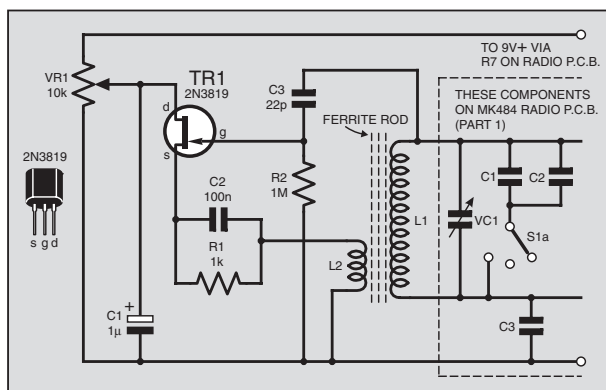 TO 9V+ VIA
R7 ON RADIO P.C.B.
VR1
10k
TR1
2N3819
C3
22p
THESE COMPONENTS
ON MK484 RADIO P.C.B.
(PART 1)
FERRITE ROD
d
g
s
2N3819
s g d
R2
1M
C2
100n
R1
1k
L2
L1
VC1
C1
C2
S1a
C1
1μ
+
C3